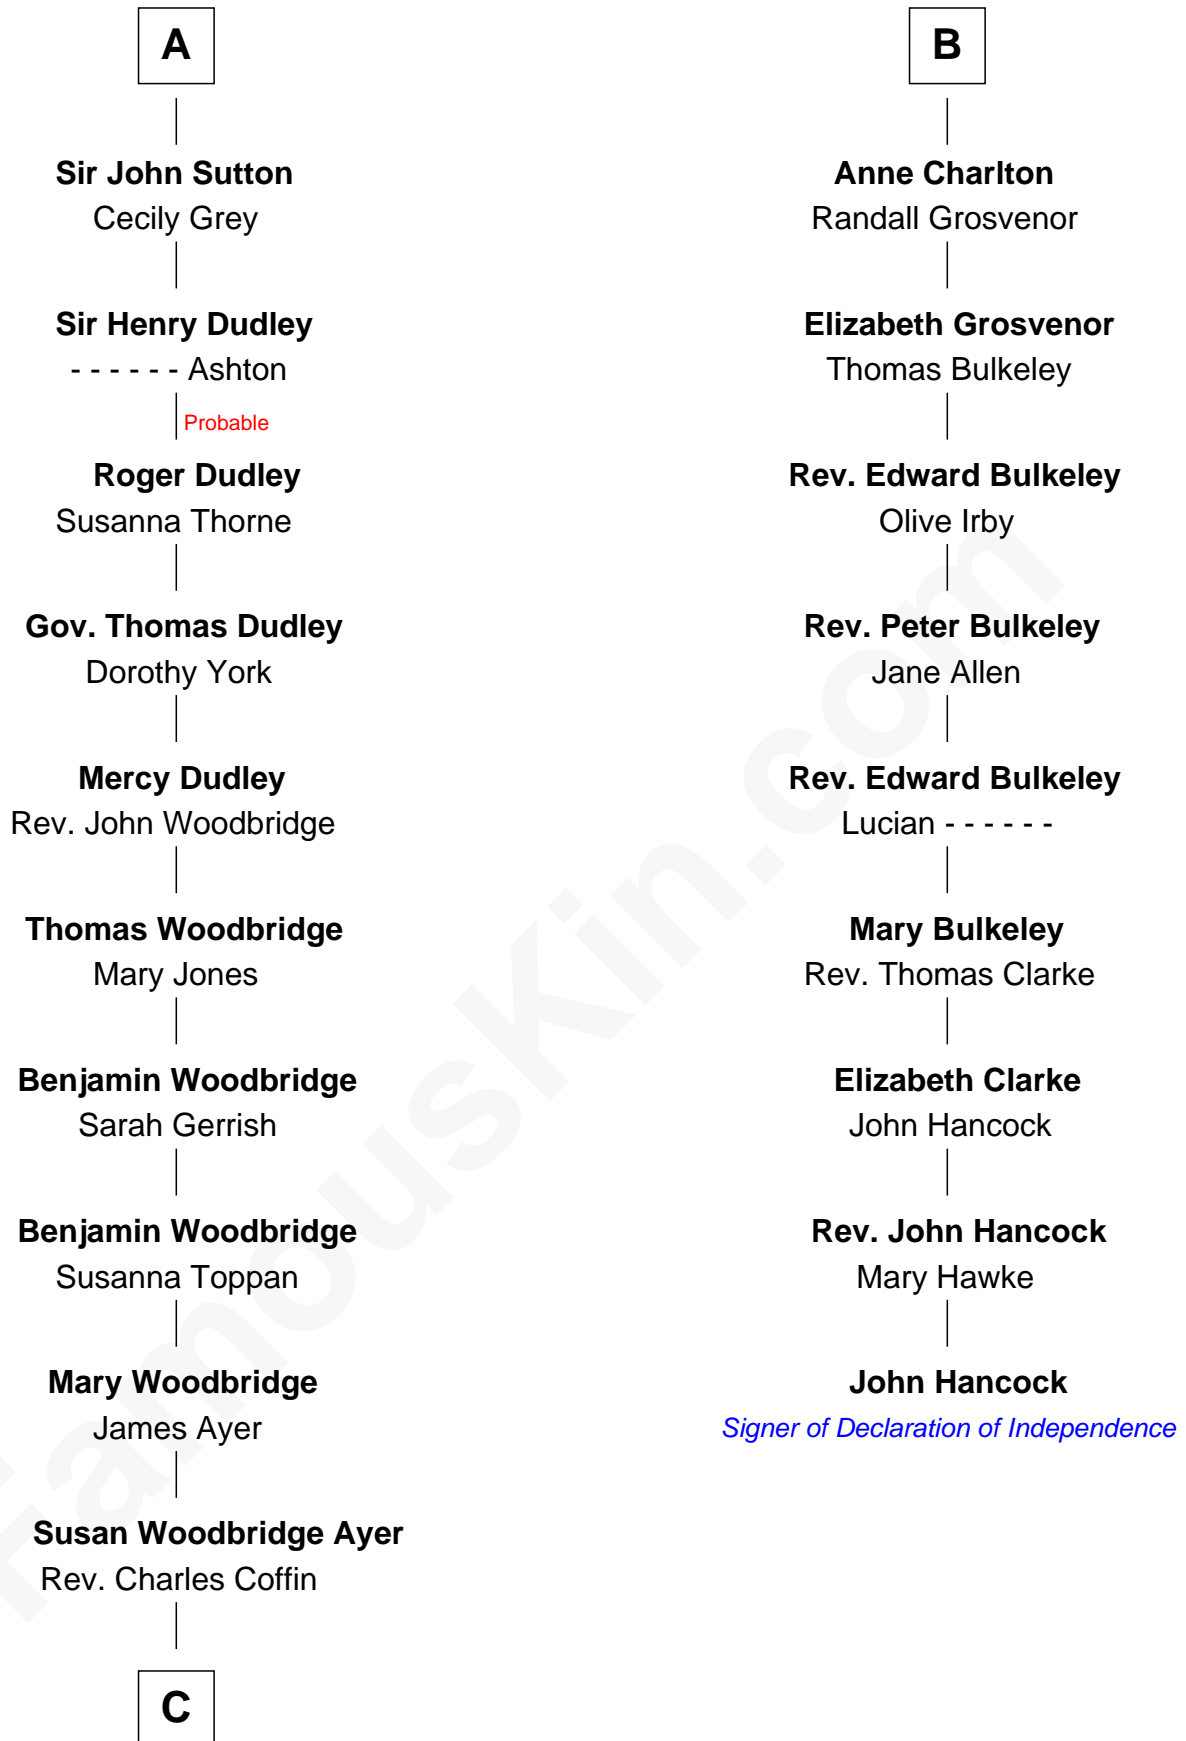 A
Sir John Sutton
Cecily Grey
Sir Henry Dudley
- - - - - - Ashton
Probable
Roger Dudley
Susanna Thorne
Gov. Thomas Dudley
Dorothy York
Mercy Dudley
Rev. John Woodbridge
Thomas Woodbridge
Mary Jones
Benjamin Woodbridge
Sarah Gerrish
Benjamin Woodbridge
Susanna Toppan
Mary Woodbridge
James Ayer
Susan Woodbridge Ayer
Rev. Charles Coffin
C
B
Anne Charlton
Randall Grosvenor
Elizabeth Grosvenor
Thomas Bulkeley
Rev. Edward Bulkeley
Olive Irby
Rev. Peter Bulkeley
Jane Allen
Rev. Edward Bulkeley
Lucian - - - - - -
Mary Bulkeley
Rev. Thomas Clarke
Elizabeth Clarke
John Hancock
Rev. John Hancock
Mary Hawke
John Hancock
Signer of Declaration of Independence
FamousKin.com